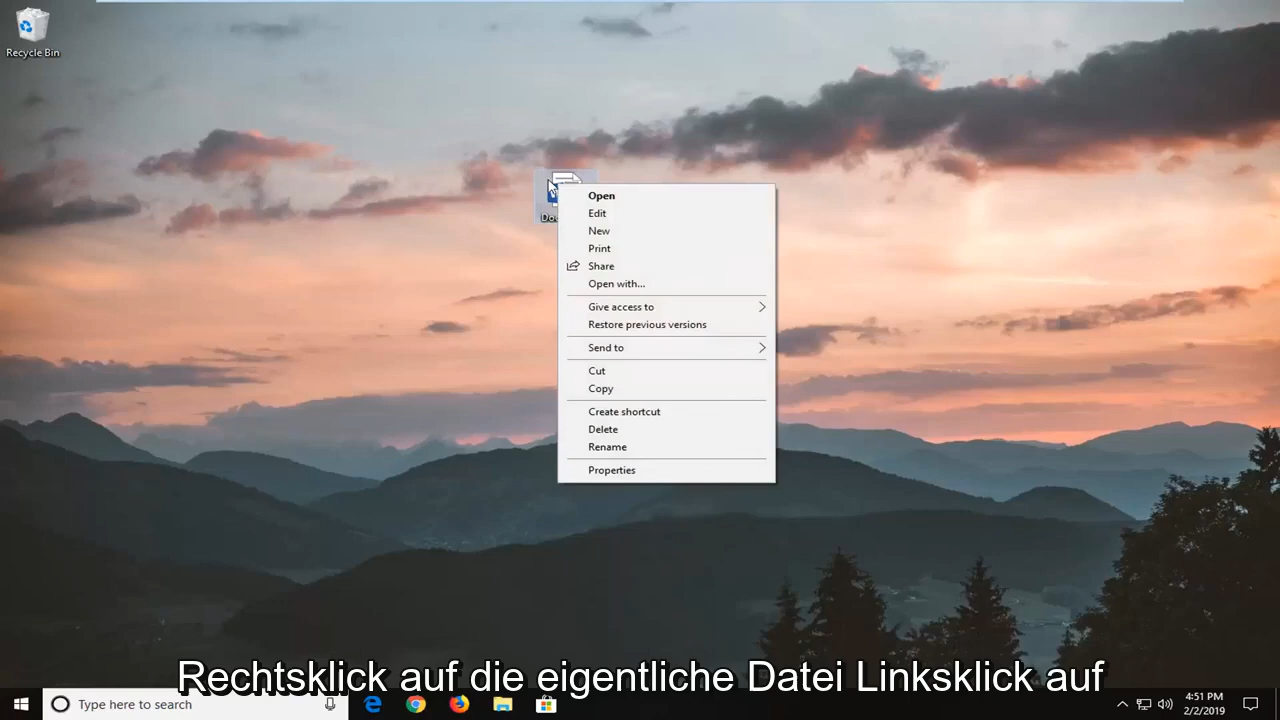 Recycle Bin
Open
Edit
New
Print
Share
Open with...
Give access to
Restore previous versions
Send to
Cut
Copy
Create shortcut
Delete
Rename
Properties
Rechtsklick auf die eigentliche Datei Linksklick auf
Type here to search
4:51 PM
2/2/2019